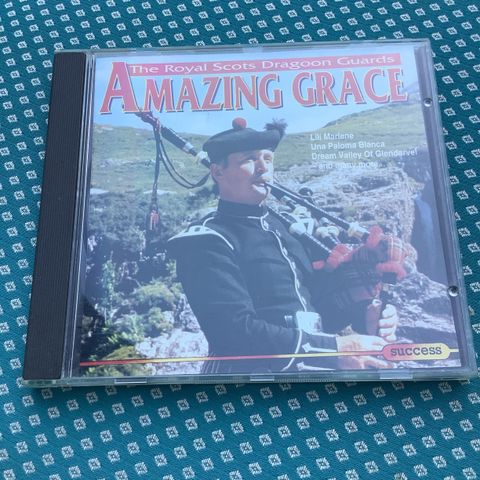 The Royal Scots Dragoon Guards
AMAZING GRACE
Lili Marlene
Una Paloma Blanca
Dream Valley Of Glendarvel
and many more
success